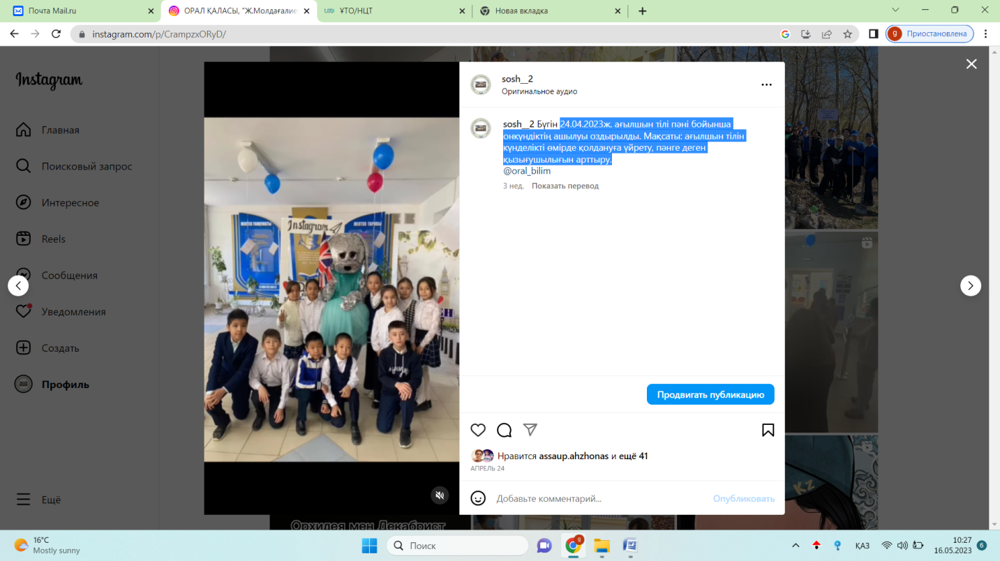 Почта Mail.ru
ОРАЛ ҚАЛАСЫ, "Ж.Молдағалие
ҰТО/НЦТ
Новая вкладка
instagram.com/p/CrampzxORyD/
Приостановлена
Instagram
Главная
Поисковый запрос
Интересное
Reels
Сообщения
Уведомления
Создать
Профиль
Ещё
Instagram
sosh__2
Оригинальное аудио
sosh__2 Бүгін 24.04.2023ж. ағылшын тілі пәні бойынша
онкүндіктің ашылуы оздырылды. Мақсаты: ағылшын тілін
күнделікті өмірде қолдануға үйрету, пәнге деген
қызығушылығын арттыру.
@oral_bilim
3 нед. Показать перевод
Продвигать публикацию
Нравится assaup.ahzhonas и ещё 41
АПРЕЛЬ 24
Добавьте комментарий...
Опубликовать
Орхидея мен Декабрист
KZ
16°C
Mostly sunny
Поиск
9
ҚАЗ
10:27
16.05.2023
6